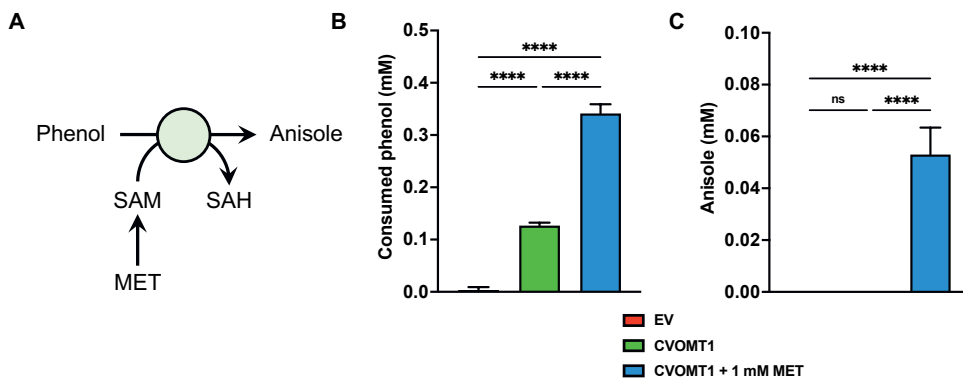 A
Phenol
Anisole
SAM
SAH
MET
B
Consumed phenol (mM)
0.5
0.4
0.3
0.2
0.1
0.0
****
**** ****
C
Anisole (mM)
0.10
0.08
0.06
0.04
0.02
0.00
****
ns ****
EV
CVOMT1
CVOMT1 + 1 mM MET